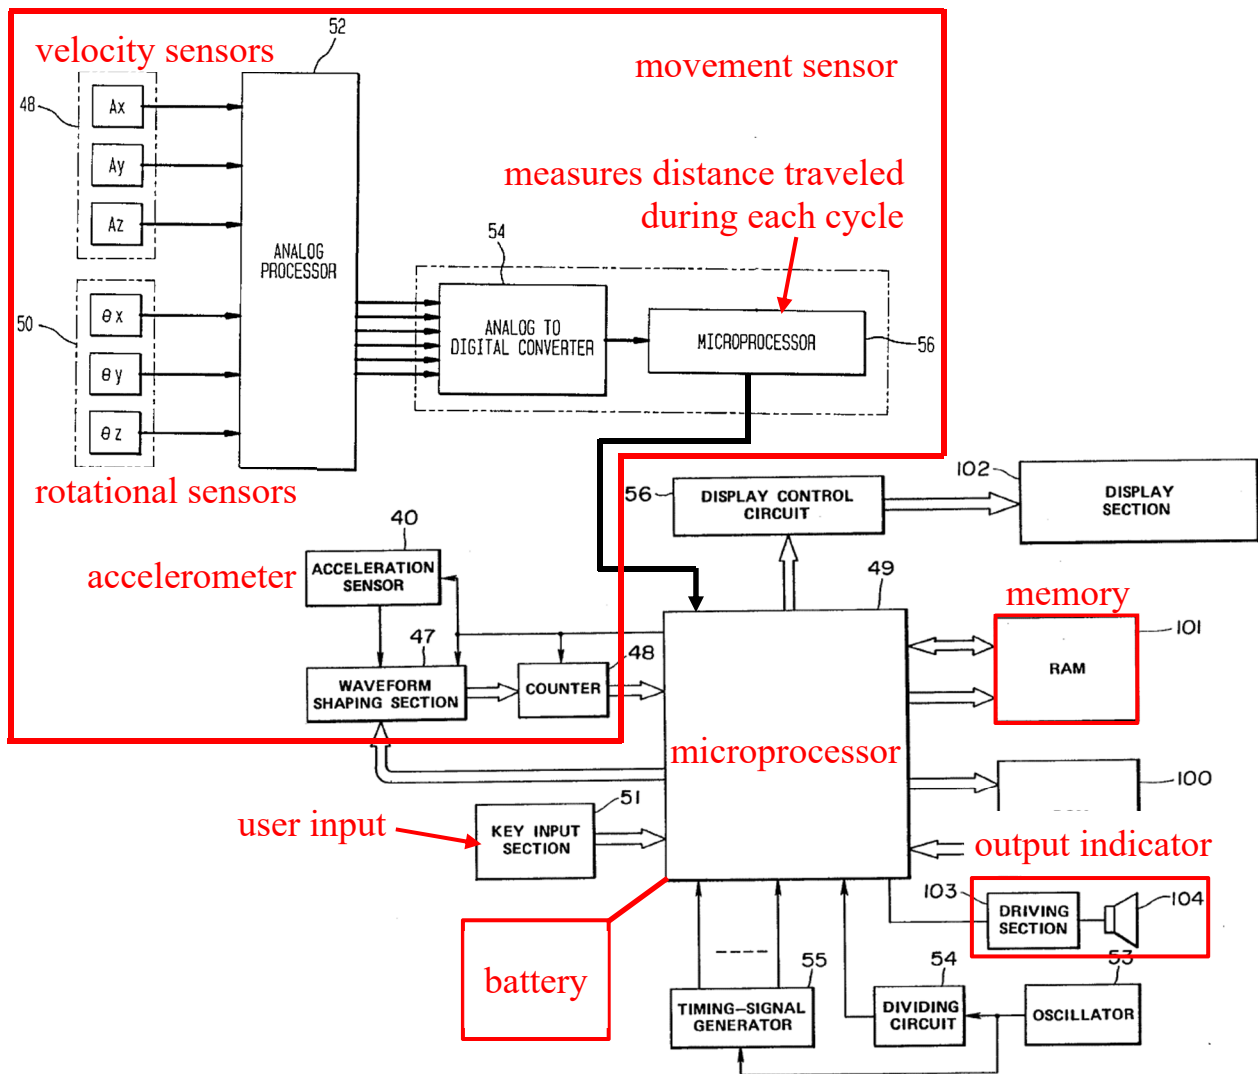 velocity sensors
52
movement sensor
48
Ax
Ay
Az
measures distance traveled
during each cycle
ANALOG
PROCESSOR
54
50
θx
θy
θz
ANALOG TO
DIGITAL CONVERTER
MICROPROCESSOR
56
rotational sensors
56
DISPLAY CONTROL
CIRCUIT
102
DISPLAY
SECTION
40
accelerometer
ACCELERATION
SENSOR
49
memory
101
RAM
47
WAVEFORM
SHAPING SECTION
48
COUNTER
microprocessor
100
51
user input
KEY INPUT
SECTION
output indicator
103
DRIVING
SECTION
104
battery
55
TIMING-SIGNAL
GENERATOR
54
DIVIDING
CIRCUIT
53
OSCILLATOR